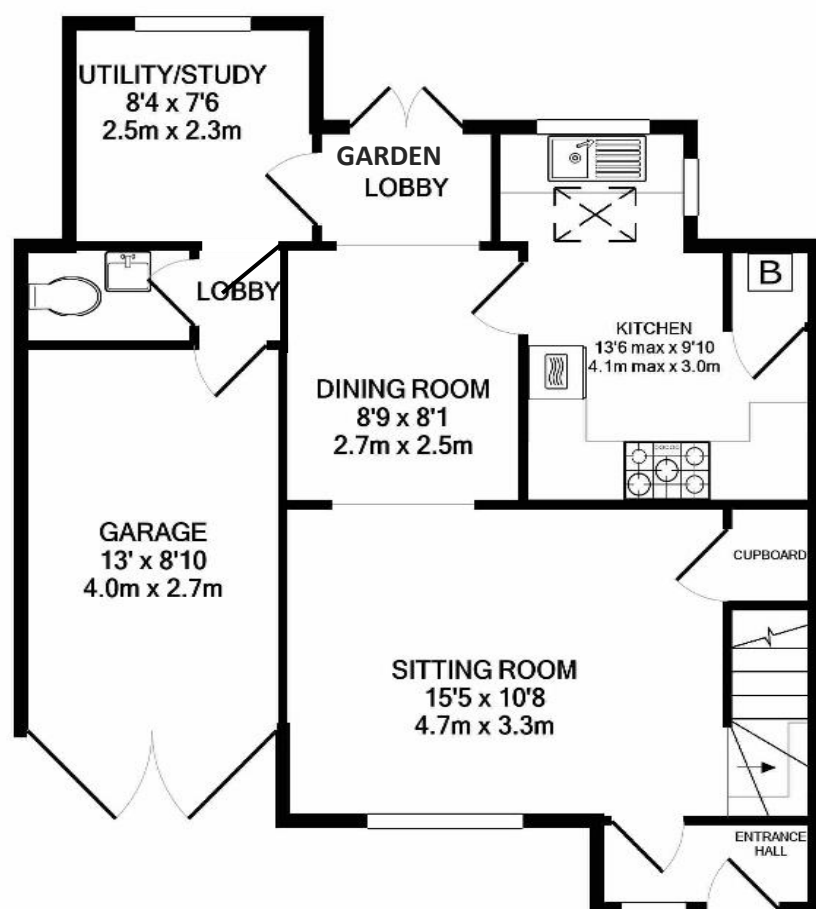 UTILITY/STUDY
8'4 x 7'6
2.5m x 2.3m
GARDEN
LOBBY
LOBBY
B
KITCHEN
13'6 max x 9'10
4.1m max x 3.0m
DINING ROOM
8'9 x 8'1
2.7m x 2.5m
GARAGE
13' x 8'10
4.0m x 2.7m
CUPBOARD
SITTING ROOM
15'5 x 10'8
4.7m x 3.3m
ENTRANCE
HALL